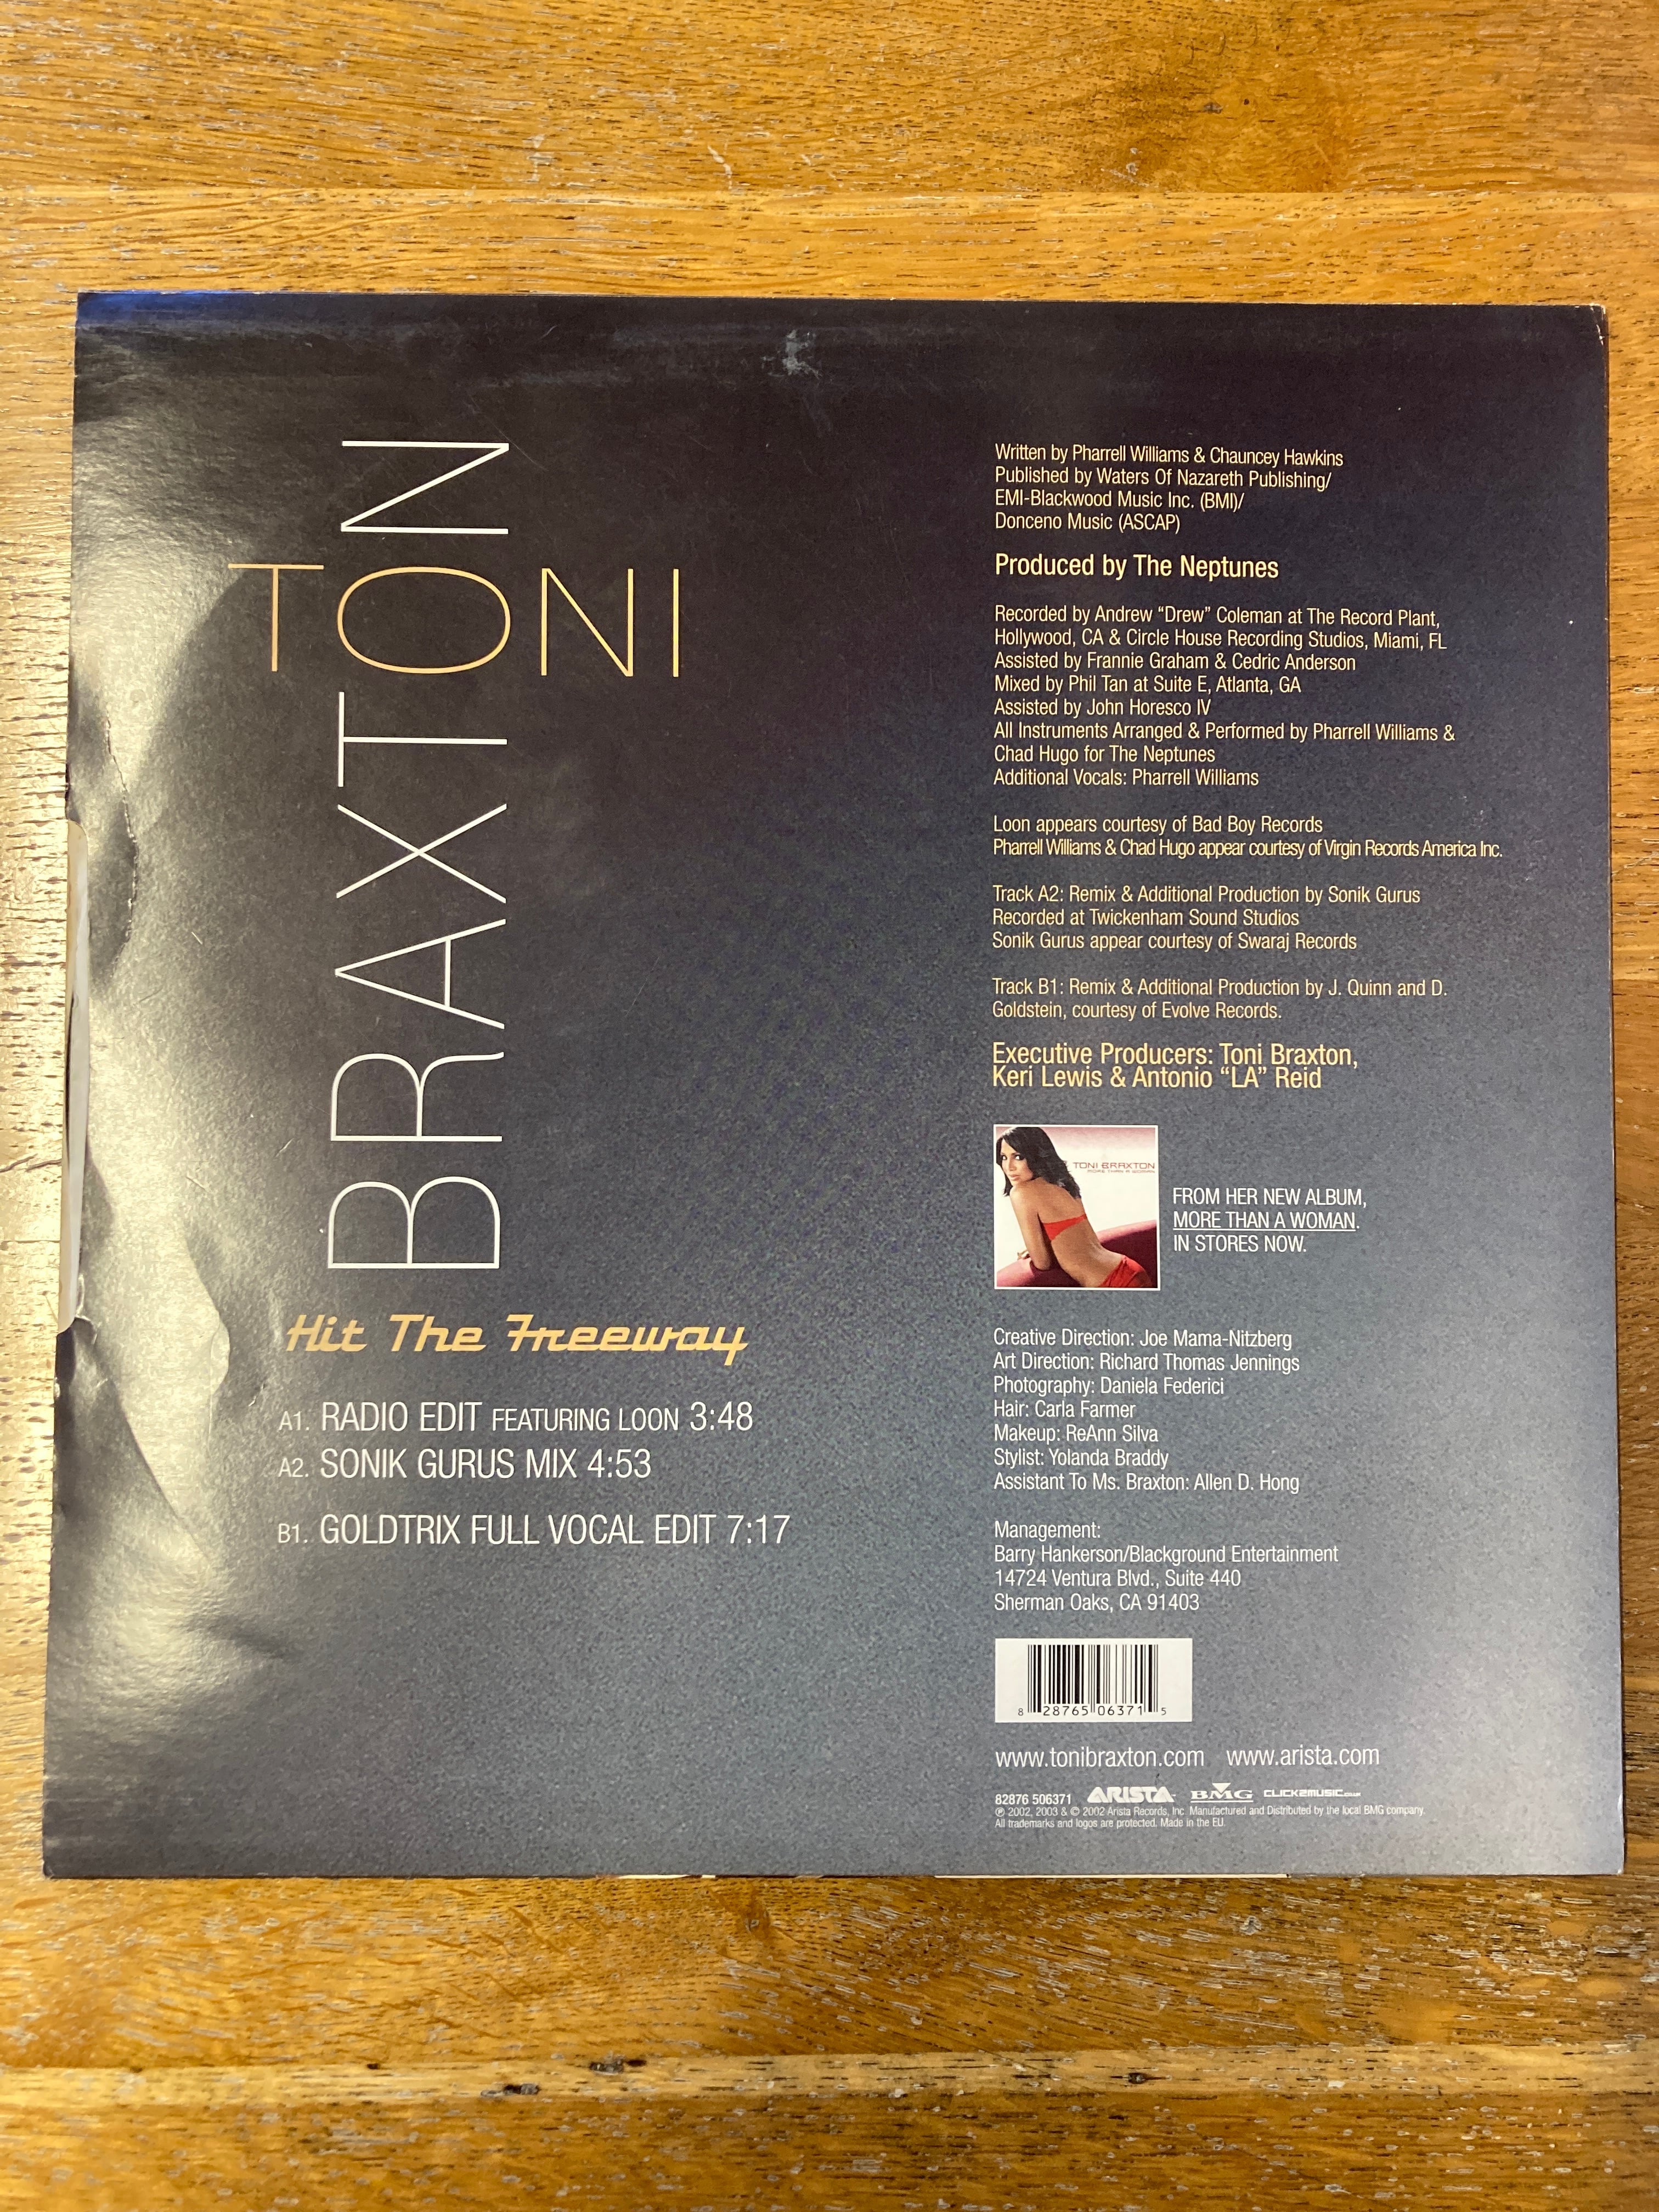 TONI
BRAXTON
Hit The Freeway
A1. RADIO EDIT FEATURING LOON 3:48
A2. SONIK GURUS MIX 4:53
B1. GOLDTRIX FULL VOCAL EDIT 7:17
Written by Pharrell Williams & Chauncey Hawkins
Published by Waters Of Nazareth Publishing/
EMI-Blackwood Music Inc. (BMI)/
Donceno Music (ASCAP)
Produced by The Neptunes
Recorded by Andrew “Drew” Coleman at The Record Plant,
Hollywood, CA & Circle House Recording Studios, Miami, FL
Assisted by Frannie Graham & Cedric Anderson
Mixed by Phil Tan at Suite E, Atlanta, GA
Assisted by John Horesco IV
All Instruments Arranged & Performed by Pharrell Williams &
Chad Hugo for The Neptunes
Additional Vocals: Pharrell Williams
Loon appears courtesy of Bad Boy Records
Pharrell Williams & Chad Hugo appear courtesy of Virgin Records America Inc.
Track A2: Remix & Additional Production by Sonik Gurus
Recorded at Twickenham Sound Studios
Sonik Gurus appear courtesy of Swaraj Records
Track B1: Remix & Additional Production by J. Quinn and D.
Goldstein, courtesy of Evolve Records.
Executive Producers: Toni Braxton,
Keri Lewis & Antonio “LA” Reid
TONI BRAXTON
MORE THAN A WOMAN
FROM HER NEW ALBUM,
MORE THAN A WOMAN.
IN STORES NOW.
Creative Direction: Joe Mama-Nitzberg
Art Direction: Richard Thomas Jennings
Photography: Daniela Federici
Hair: Carla Farmer
Makeup: ReAnn Silva
Stylist: Yolanda Braddy
Assistant To Ms. Braxton: Allen D. Hong
Management:
Barry Hankerson/Blackground Entertainment
14724 Ventura Blvd., Suite 440
Sherman Oaks, CA 91403
8 28765 06371 5
www.tonibraxton.com www.arista.com
82876 506371 ARISTA BMG CLICK2MUSIC
℗ 2002, 2003 & © 2002 Arista Records, Inc. Manufactured and Distributed by the local BMG company.
All trademarks and logos are protected. Made in the EU.